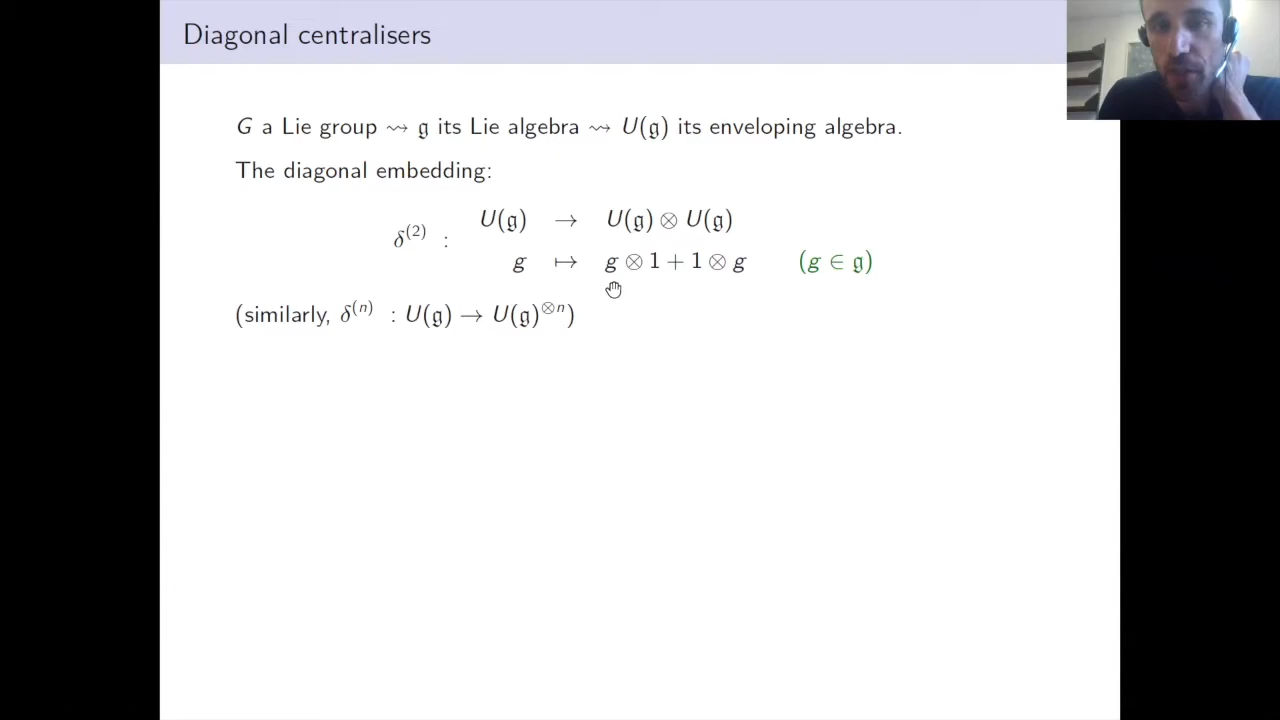 Diagonal centralisers
G a Lie group ⇝ 𝔤 its Lie algebra ⇝ U(𝔤) its enveloping algebra.
The diagonal embedding:
δ⁽²⁾ : U(𝔤) → U(𝔤) ⊗ U(𝔤)
g ↦ g ⊗ 1 + 1 ⊗ g (g ∈ 𝔤)
(similarly, δ⁽ⁿ⁾ : U(𝔤) → U(𝔤)^{⊗n})